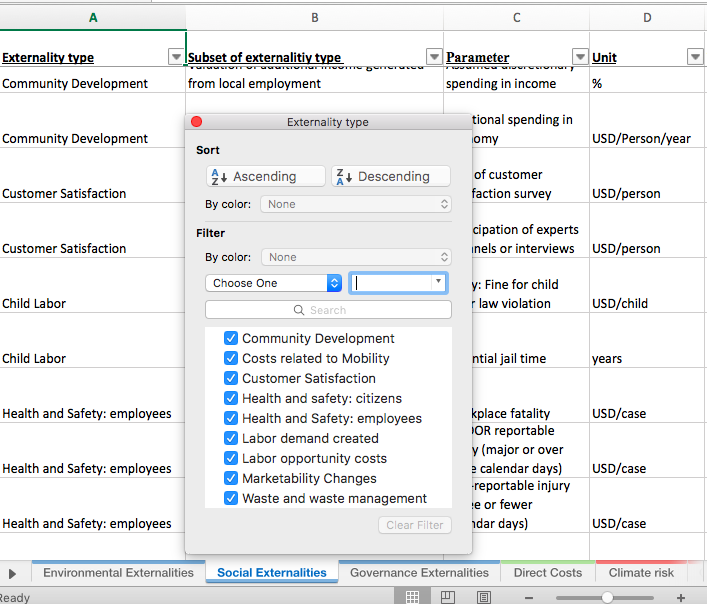 A B C D
Externality type Subset of externalitiy type Parameter Unit
Valuation of additional income generated Assumed discretionary
Community Development from local employment spending in income %
tional spending in
Community Development omy USD/Person/year
of customer
Customer Satisfaction faction survey USD/person
cipation of experts
Customer Satisfaction nels or interviews USD/person
y: Fine for child
Child Labor r law violation USD/child
Child Labor ntial jail time years
Health and Safety: employees kplace fatality USD/case
OR reportable
y (major or over
Health and Safety: employees e calendar days) USD/case
-reportable injury
ee or fewer
Health and Safety: employees ndar days) USD/case
Externality type
Sort
A Z Ascending Z A Descending
By color: None
Filter
By color: None
Choose One
Search
Community Development
Costs related to Mobility
Customer Satisfaction
Health and safety: citizens
Health and Safety: employees
Labor demand created
Labor opportunity costs
Marketability Changes
Waste and waste management
Clear Filter
Environmental Externalities Social Externalities Governance Externalities Direct Costs Climate risk
Ready